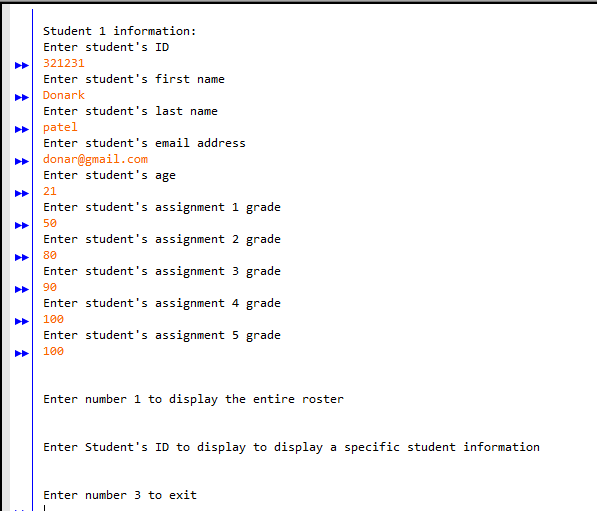 Student 1 information:
Enter student's ID
321231
Enter student's first name
Donark
Enter student's last name
patel
Enter student's email address
donar@gmail.com
Enter student's age
21
Enter student's assignment 1 grade
50
Enter student's assignment 2 grade
80
Enter student's assignment 3 grade
90
Enter student's assignment 4 grade
100
Enter student's assignment 5 grade
100
Enter number 1 to display the entire roster
Enter Student's ID to display to display a specific student information
Enter number 3 to exit